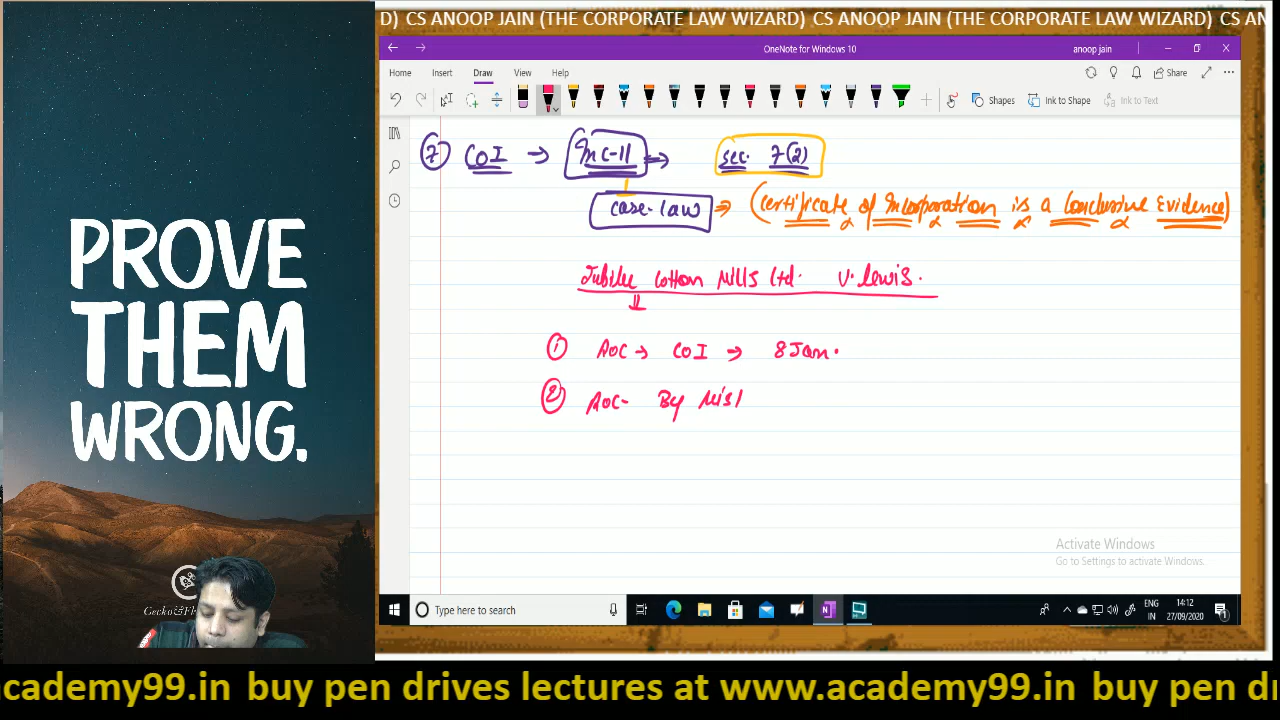 D) CS ANOOP JAIN (THE CORPORATE LAW WIZARD) CS ANOOP JAIN (THE CORPORATE LAW WIZARD) CS AN
OneNote for Windows 10
anoop jain
Home Insert Draw View Help
Share
Shapes
Ink to Shape
Ink to Text
7 COI → Inc-11 ⇒ sec. 7(2)
case-law ⇒ (Certificate of Incorporation is a Conclusive Evidence)
Jubilee Cotton Mills Ltd. V. Lewis.
① ROC → COI → 8 Jan.
② ROC- By Mis
PROVE
THEM
WRONG.
Activate Windows
Go to Settings to activate Windows.
Type here to search
ENG
IN
14:12
27/09/2020
cademy99.in buy pen drives lectures at www.academy99.in buy pen dr